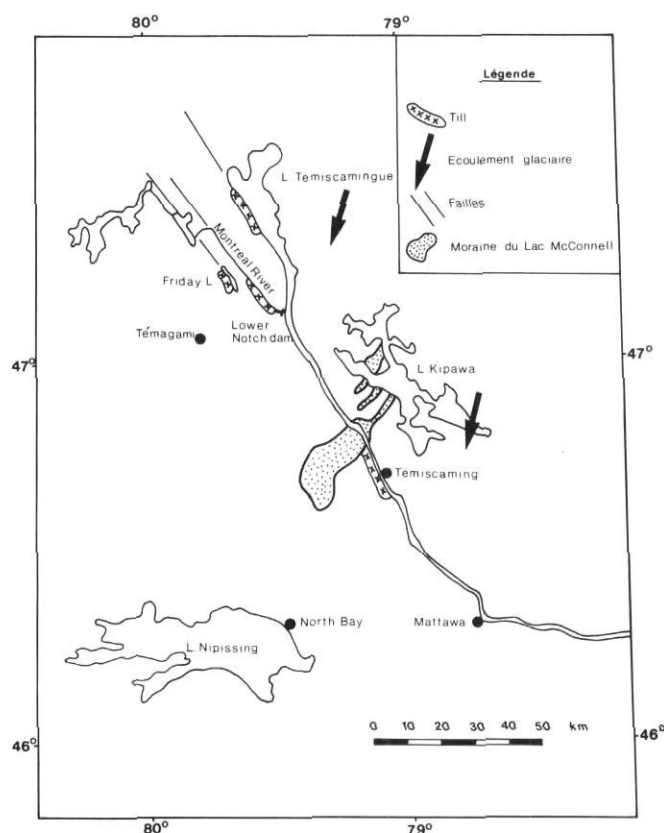 80°
79°
Légende
Till
Ecoulement glaciaire
Failles
Moraine du Lac McConnell
L. Temiscamingue
Montreal River
Friday L
Lower
Notch dam
Témagami
47°
47°
L. Kipawa
Temiscaming
North Bay
Mattawa
L. Nipissing
0 10 20 30 40 50 km
46°
46°
80°
79°